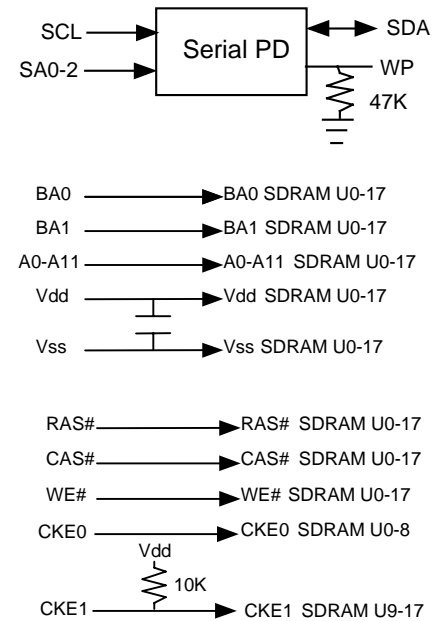 SCL
Serial PD
SDA
SA0-2
WP
47K
BA0 BA0 SDRAM U0-17
BA1 BA1 SDRAM U0-17
A0-A11 A0-A11 SDRAM U0-17
Vdd Vdd SDRAM U0-17
Vss Vss SDRAM U0-17
RAS# RAS# SDRAM U0-17
CAS# CAS# SDRAM U0-17
WE# WE# SDRAM U0-17
CKE0 CKE0 SDRAM U0-8
Vdd
10K
CKE1 CKE1 SDRAM U9-17